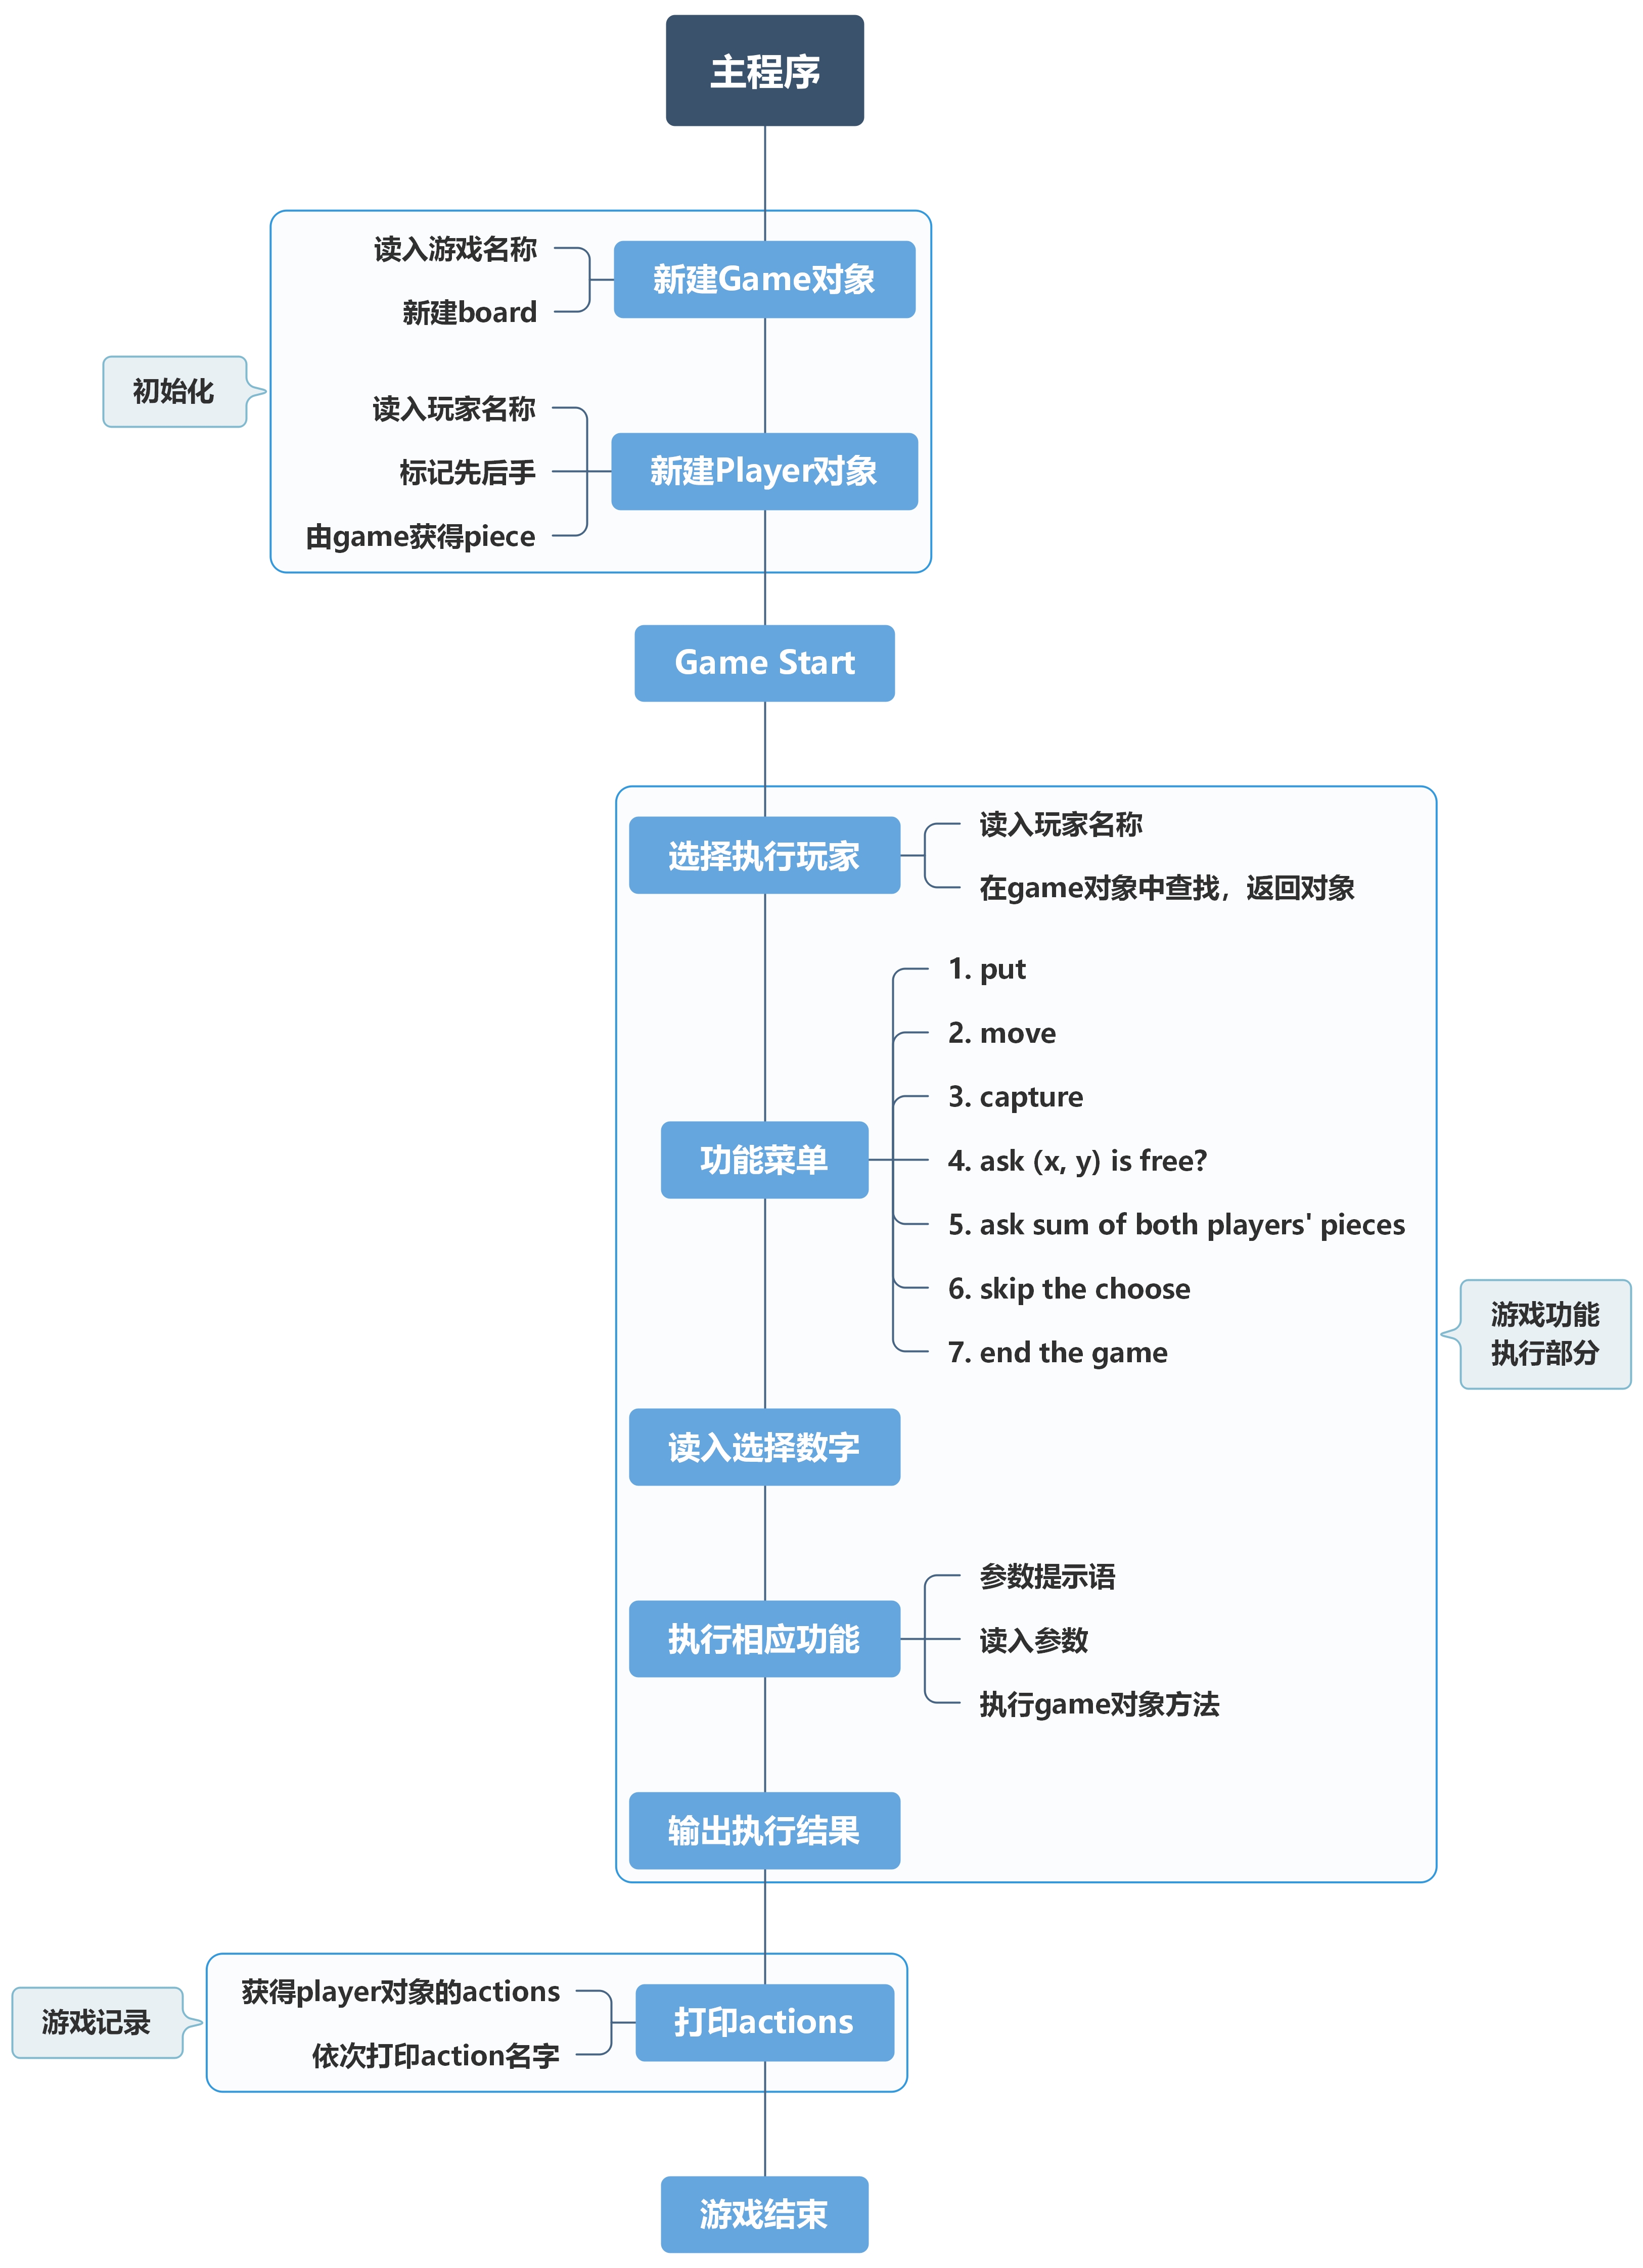 主程序
初始化
新建Game对象
读入游戏名称
新建board
新建Player对象
读入玩家名称
标记先后手
由game获得piece
Game Start
选择执行玩家
读入玩家名称
在game对象中查找，返回对象
功能菜单
1. put
2. move
3. capture
4. ask (x, y) is free?
5. ask sum of both players' pieces
6. skip the choose
7. end the game
游戏功能
执行部分
读入选择数字
执行相应功能
参数提示语
读入参数
执行game对象方法
输出执行结果
游戏记录
打印actions
获得player对象的actions
依次打印action名字
游戏结束